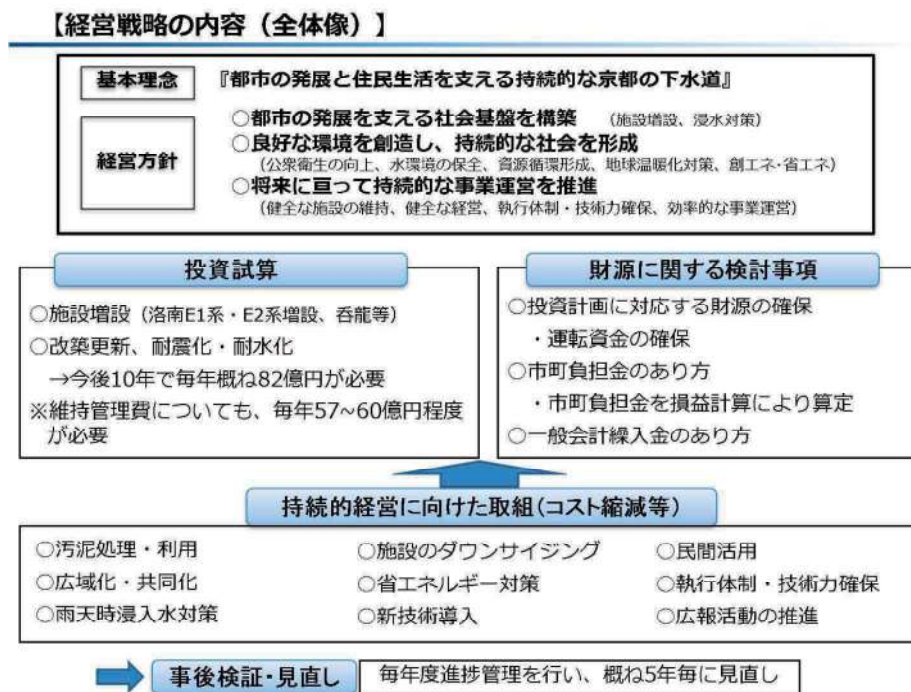 【経営戦略の内容（全体像）】
基本理念
『都市の発展と住民生活を支える持続的な京都の下水道』
経営方針
○都市の発展を支える社会基盤を構築 （施設増設、浸水対策）
○良好な環境を創造し、持続的な社会を形成
（公衆衛生の向上、水環境の保全、資源循環形成、地球温暖化対策、創エネ・省エネ）
○将来に亘って持続的な事業運営を推進
（健全な施設の維持、健全な経営、執行体制・技術力確保、効率的な事業運営）
投資試算
○施設増設（洛南E1系・E2系増設、呑龍等）
○改築更新、耐震化・耐水化
→今後10年で毎年概ね82億円が必要
※維持管理費についても、毎年57~60億円程度
が必要
財源に関する検討事項
○投資計画に対応する財源の確保
・運転資金の確保
○市町負担金のあり方
・市町負担金を損益計算により算定
○一般会計繰入金のあり方
持続的経営に向けた取組(コスト縮減等)
○汚泥処理・利用
○広域化・共同化
○雨天時浸入水対策
○施設のダウンサイジング
○省エネルギー対策
○新技術導入
○民間活用
○執行体制・技術力確保
○広報活動の推進
事後検証・見直し
毎年度進捗管理を行い、概ね5年毎に見直し